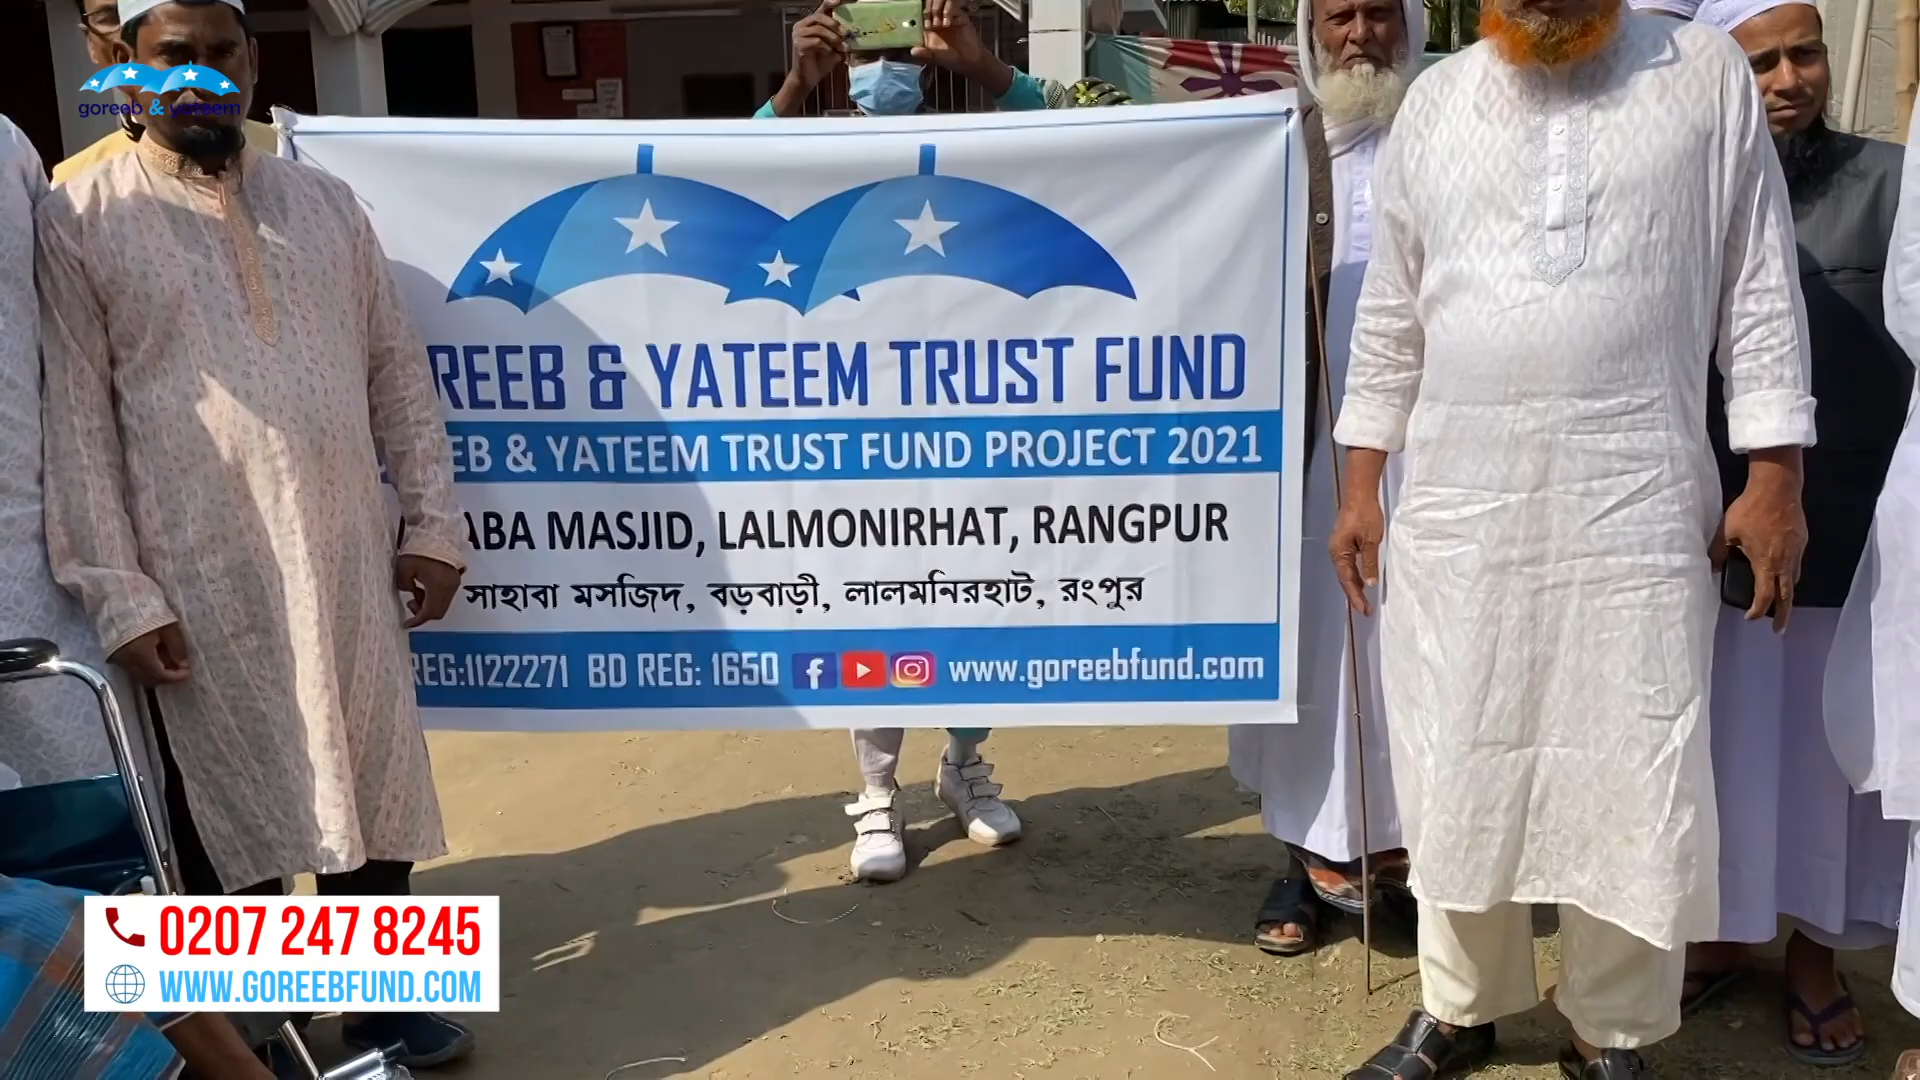 goreeb & yateem
REEB & YATEEM TRUST FUND
EB & YATEEM TRUST FUND PROJECT 2021
ABA MASJID, LALMONIRHAT, RANGPUR
সাহাবা মসজিদ, বড়বাড়ী, লালমনিরহাট, রংপুর
REG:1122271 BD REG: 1650 www.goreebfund.com
0207 247 8245
WWW.GOREEBFUND.COM